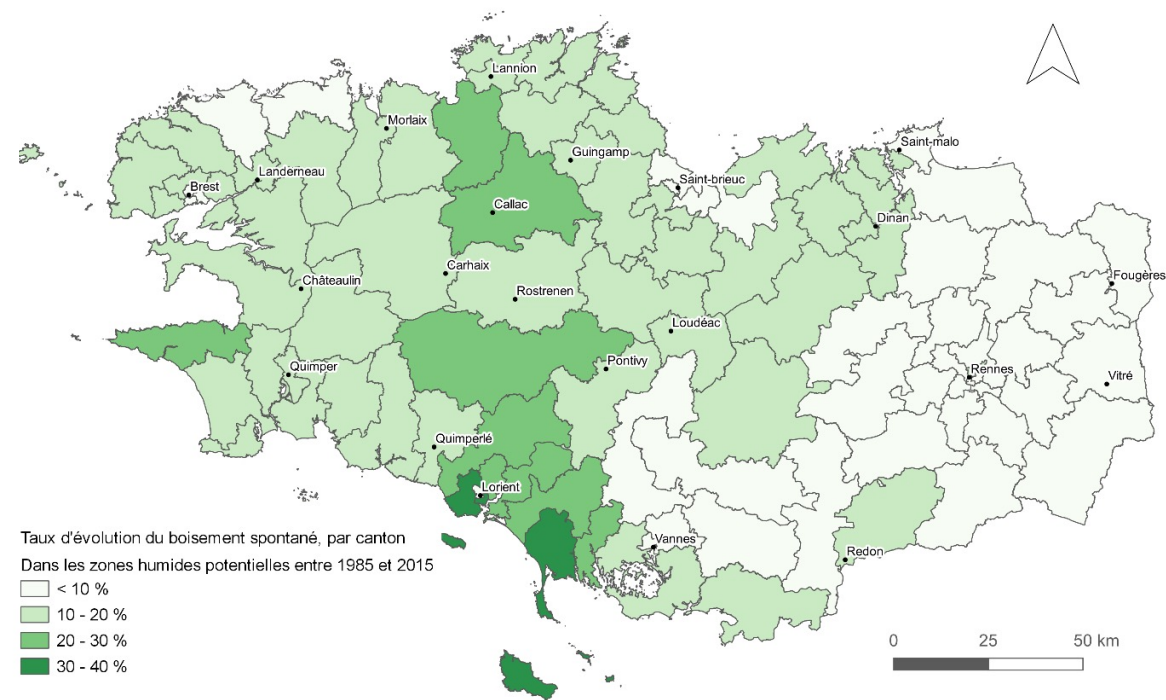 Lannion
Morlaix
Guingamp
Saint-malo
Landerneau
Saint-brieuc
Brest
Callac
Dinan
Carhaix
Châteaulin
Rostrenen
Fougères
Loudéac
Pontivy
Quimper
Rennes
Vitré
Quimperlé
Lorient
Vannes
Redon
Taux d'évolution du boisement spontané, par canton
Dans les zones humides potentielles entre 1985 et 2015
< 10 %
10 - 20 %
20 - 30 %
30 - 40 %
0 25 50 km